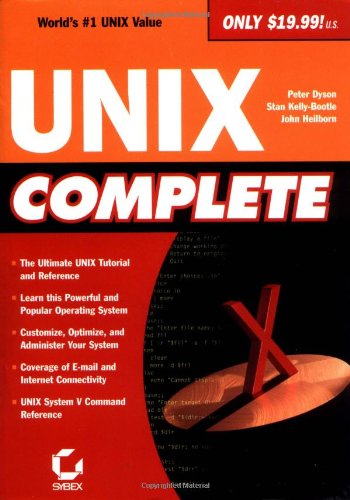 World's #1 UNIX Value
ONLY $19.99! U.S.
UNIX
Peter Dyson
Stan Kelly-Bootle
John Heilborn
COMPLETE
The Ultimate UNIX Tutorial
and Reference
Learn this Powerful and
Popular Operating System
Customize, Optimize, and
Administer Your System
Coverage of E-mail and
Internet Connectivity
UNIX System V Command
Reference
X
SYBEX